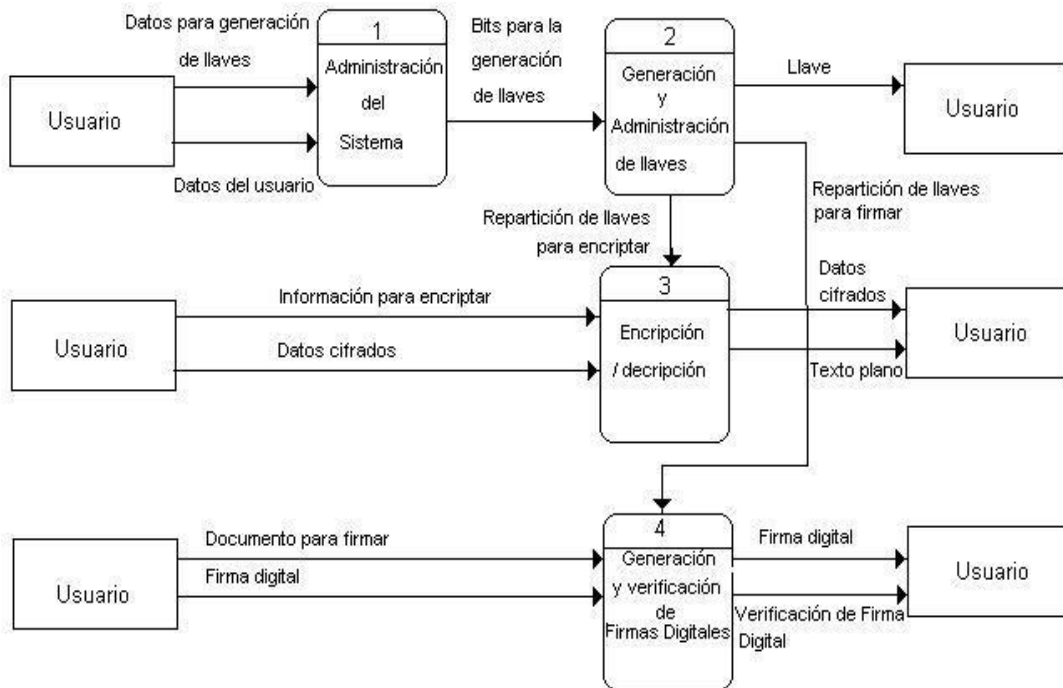 Datos para generación
de llaves
1
Bits para la
generación
de llaves
2
Usuario
Administración
del
Sistema
Generación
y
Administración
de llaves
Llave
Usuario
Datos del usuario
Repartición de llaves
para encriptar
Repartición de llaves
para firmar
Usuario
Información para encriptar
Datos cifrados
3
Encripción
/ decripción
Datos
cifrados
Texto plano
Usuario
Usuario
Documento para firmar
Firma digital
4
Generación
y verificación
de
Firmas Digitales
Firma digital
Verificación de Firma
Digital
Usuario